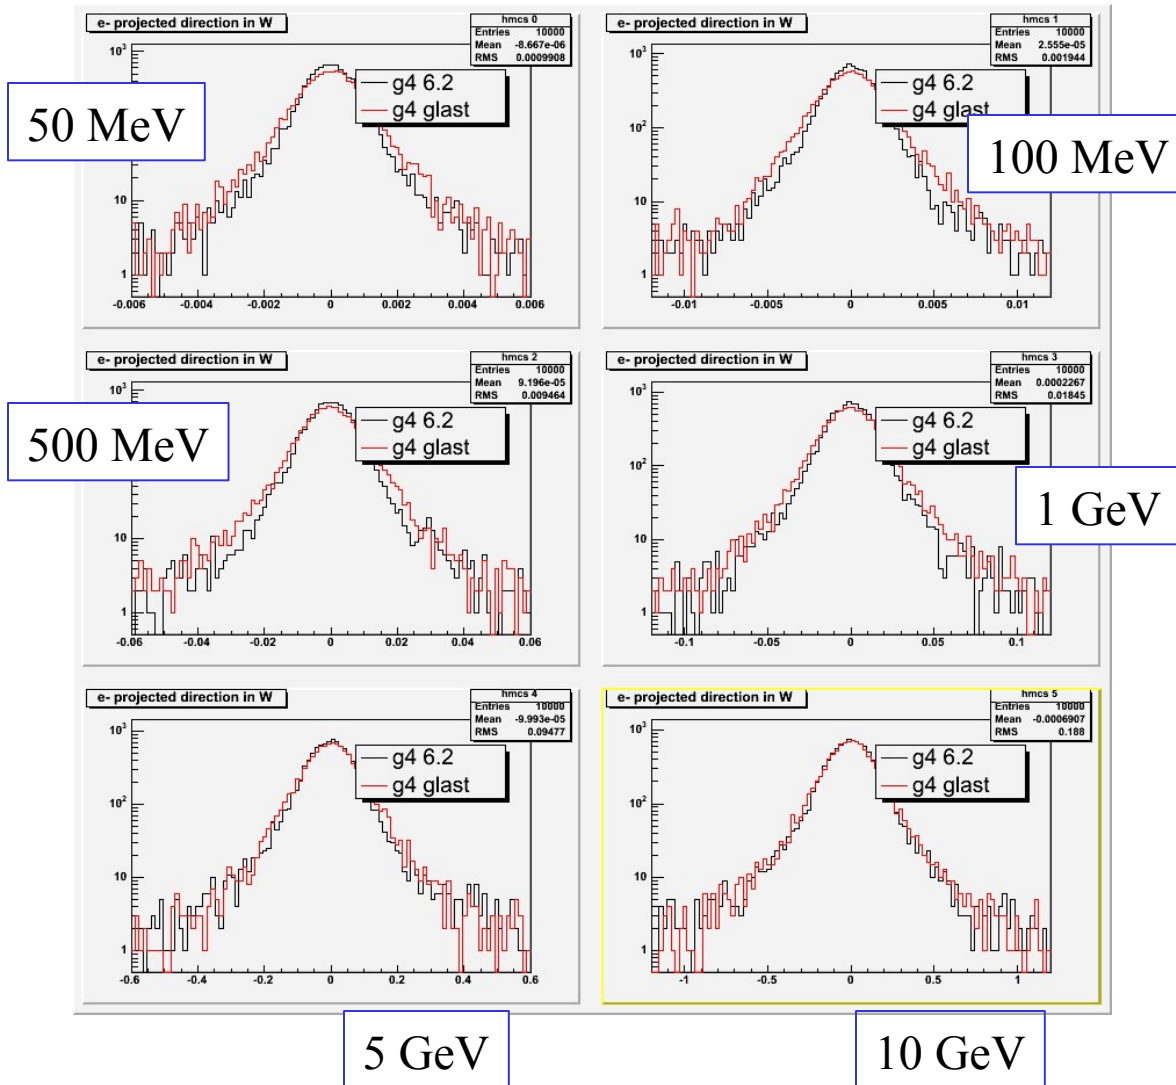 e- projected direction in W
hmcs 0
Entries 10000
Mean -8.667e-06
RMS 0.0009908
10³
10
1
g4 6.2
g4 glast
-0.006 -0.004 -0.002 0 0.002 0.004 0.006
50 MeV
e- projected direction in W
hmcs 1
Entries 10000
Mean 2.555e-05
RMS 0.001944
10³
10²
10
1
g4 6.2
g4 glast
-0.01 -0.005 0 0.005 0.01
100 MeV
e- projected direction in W
hmcs 2
Entries 10000
Mean 9.196e-05
RMS 0.009464
10³
10
1
g4 6.2
g4 glast
-0.06 -0.04 -0.02 0 0.02 0.04 0.06
500 MeV
e- projected direction in W
hmcs 3
Entries 10000
Mean 0.0002267
RMS 0.01845
10³
10²
10
1
g4 6.2
g4 glast
-0.1 -0.05 0 0.05 0.1
1 GeV
e- projected direction in W
hmcs 4
Entries 10000
Mean -9.993e-05
RMS 0.09477
10³
10²
10
1
g4 6.2
g4 glast
-0.6 -0.4 -0.2 0 0.2 0.4 0.6
5 GeV
e- projected direction in W
hmcs 5
Entries 10000
Mean -0.0006907
RMS 0.188
10³
10²
10
1
g4 6.2
g4 glast
-1 -0.5 0 0.5 1
10 GeV